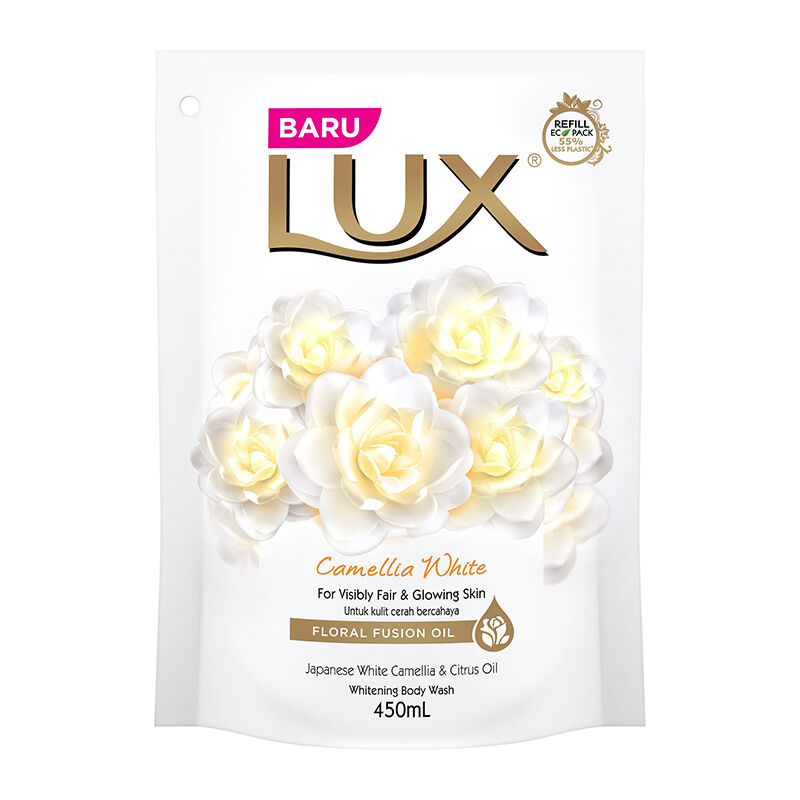 BARU
LUX®
REFILL
ECO PACK
55%
LESS PLASTIC*
Camellia White
For Visibly Fair & Glowing Skin
Untuk kulit cerah bercahaya
FLORAL FUSION OIL
Japanese White Camellia & Citrus Oil
Whitening Body Wash
450mL